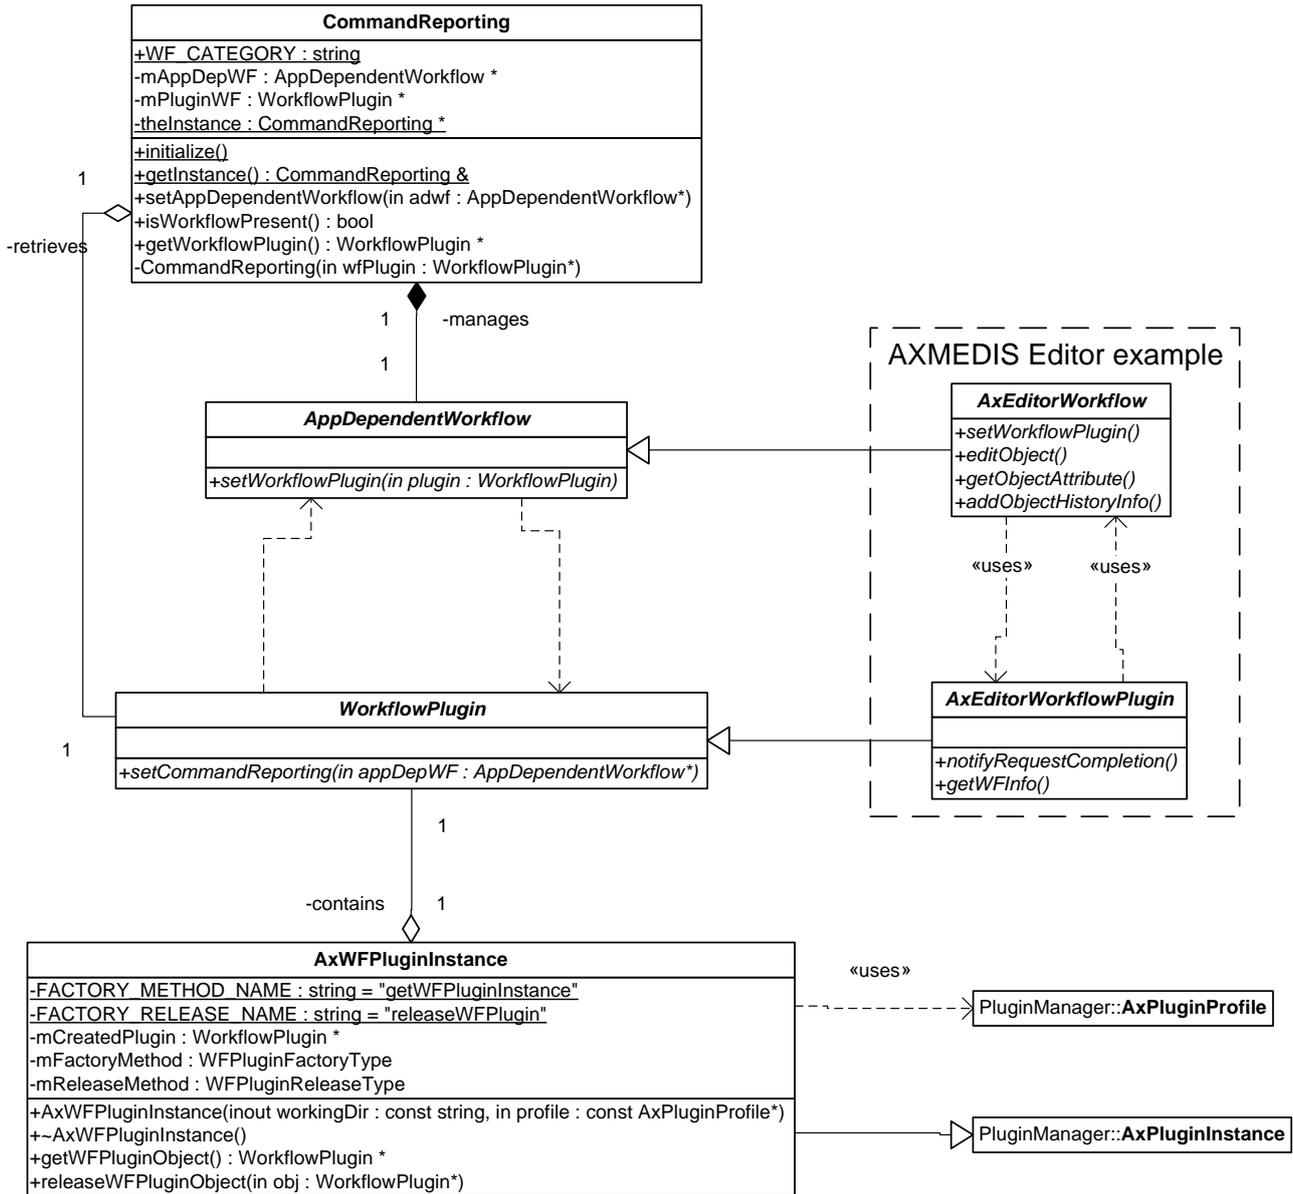 CommandReporting
+WF_CATEGORY : string
-mAppDepWF : AppDependentWorkflow *
-mPluginWF : WorkflowPlugin *
-theInstance : CommandReporting *
+initialize()
+getInstance() : CommandReporting &
+setAppDependentWorkflow(in adwf : AppDependentWorkflow*)
+isWorkflowPresent() : bool
+getWorkflowPlugin() : WorkflowPlugin *
-CommandReporting(in wfPlugin : WorkflowPlugin*)
1
-retrieves
1
-manages
1
AXMEDIS Editor example
AppDependentWorkflow
+setWorkflowPlugin(in plugin : WorkflowPlugin)
AxEditorWorkflow
+setWorkflowPlugin()
+editObject()
+getObjectAttribute()
+addObjectHistoryInfo()
«uses»
«uses»
WorkflowPlugin
+setCommandReporting(in appDepWF : AppDependentWorkflow*)
1
AxEditorWorkflowPlugin
+notifyRequestCompletion()
+getWFInfo()
1
-contains
1
AxWFPluginInstance
-FACTORY_METHOD_NAME : string = "getWFPluginInstance"
-FACTORY_RELEASE_NAME : string = "releaseWFPlugin"
-mCreatedPlugin : WorkflowPlugin *
-mFactoryMethod : WFPluginFactoryType
-mReleaseMethod : WFPluginReleaseType
+AxWFPluginInstance(inout workingDir : const string, in profile : const AxPluginProfile*)
+~AxWFPluginInstance()
+getWFPluginObject() : WorkflowPlugin *
+releaseWFPluginObject(in obj : WorkflowPlugin*)
«uses»
PluginManager::AxPluginProfile
PluginManager::AxPluginInstance